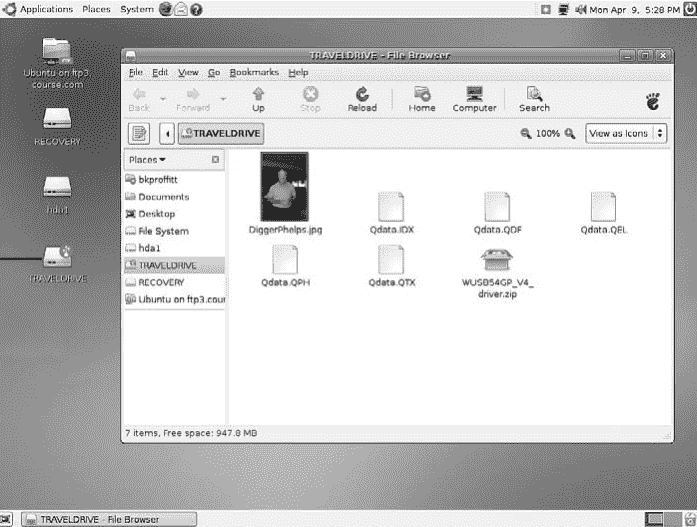 Applications Places System Mon Apr. 9, 5:28 PM
Ubuntu on ftp3.
course.com
RECOVERY
hda1
TRAVELDRIVE
TRAVELDRIVE - File Browser
File Edit View Go Bookmarks Help
Back Forward Up Stop Reload Home Computer Search
TRAVELDRIVE 100% View as Icons
Places
bkproffitt
Documents
Desktop
File System
hda1
TRAVELDRIVE
RECOVERY
Ubuntu on ftp3.cour
DiggerPhelps.jpg Qdata.IDX Qdata.QDF Qdata.QEL
Qdata.QPH Qdata.QTX WUSB54GP_V4_
driver.zip
7 items, Free space: 947.8 MB
TRAVELDRIVE - File Browser